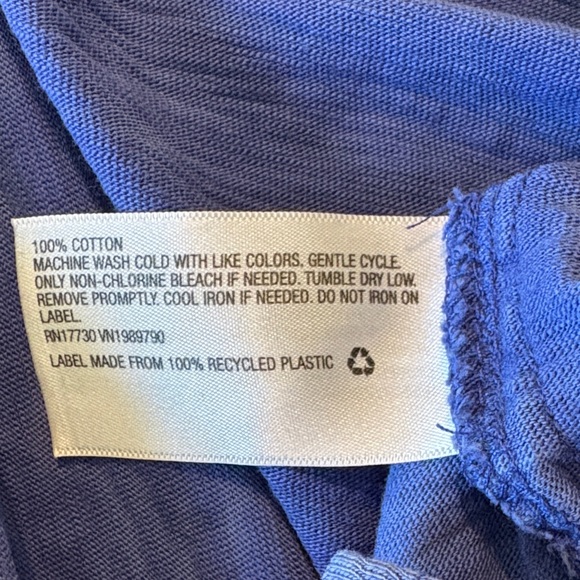 100% COTTON
MACHINE WASH COLD WITH LIKE COLORS. GENTLE CYCLE.
ONLY NON-CHLORINE BLEACH IF NEEDED. TUMBLE DRY LOW.
REMOVE PROMPTLY. COOL IRON IF NEEDED. DO NOT IRON ON
LABEL.
RN17730 VN1989790
LABEL MADE FROM 100% RECYCLED PLASTIC